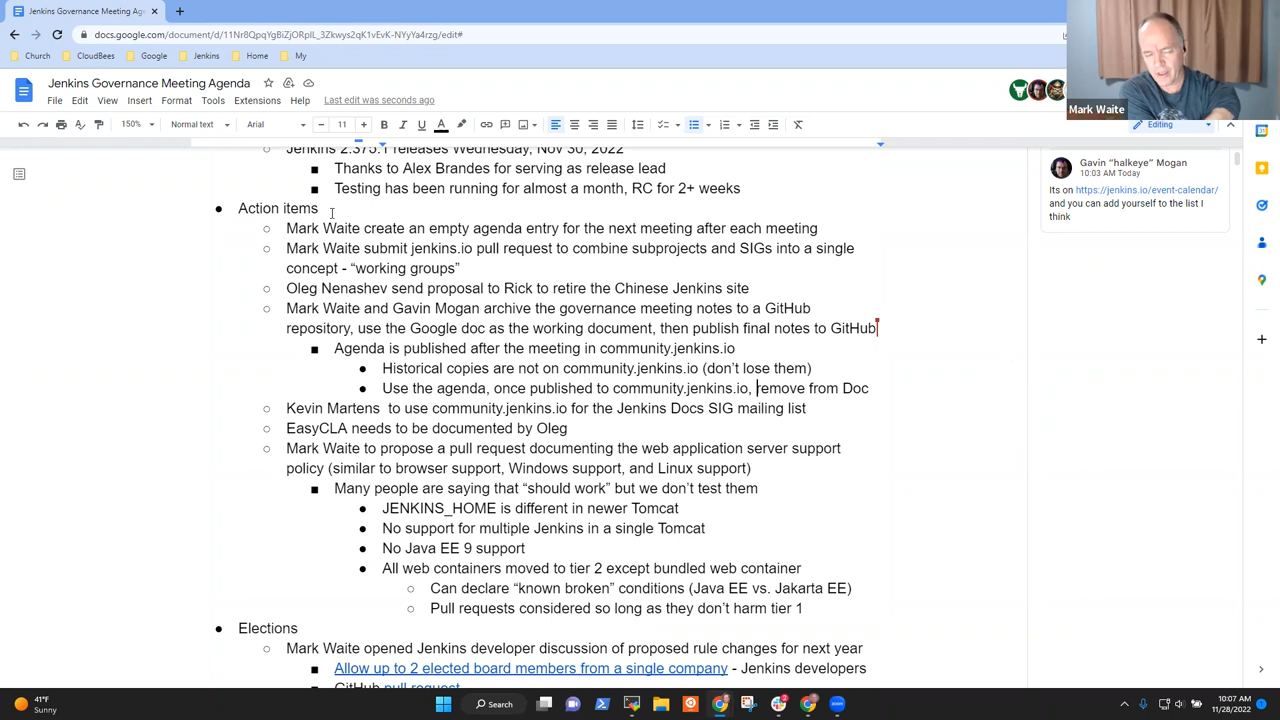 Jenkins Governance Meeting Age
docs.google.com/document/d/11Nr8QpqYgBiZjORpIL_3Zkwys2qK1vEvK-NYyYa4rzg/edit#
Church
CloudBees
Google
Jenkins
Home
My
Jenkins Governance Meeting Agenda
File Edit View Insert Format Tools Extensions Help Last edit was seconds ago
150% Normal text Arial 11 Editing
Mark Waite
Jenkins 2.375.1 releases Wednesday, Nov 30, 2022
■ Thanks to Alex Brandes for serving as release lead
■ Testing has been running for almost a month, RC for 2+ weeks
● Action items
○ Mark Waite create an empty agenda entry for the next meeting after each meeting
○ Mark Waite submit jenkins.io pull request to combine subprojects and SIGs into a single
concept - “working groups”
○ Oleg Nenashev send proposal to Rick to retire the Chinese Jenkins site
○ Mark Waite and Gavin Mogan archive the governance meeting notes to a GitHub
repository, use the Google doc as the working document, then publish final notes to GitHub
■ Agenda is published after the meeting in community.jenkins.io
● Historical copies are not on community.jenkins.io (don’t lose them)
● Use the agenda, once published to community.jenkins.io, remove from Doc
○ Kevin Martens to use community.jenkins.io for the Jenkins Docs SIG mailing list
○ EasyCLA needs to be documented by Oleg
○ Mark Waite to propose a pull request documenting the web application server support
policy (similar to browser support, Windows support, and Linux support)
■ Many people are saying that “should work” but we don’t test them
● JENKINS_HOME is different in newer Tomcat
● No support for multiple Jenkins in a single Tomcat
● No Java EE 9 support
● All web containers moved to tier 2 except bundled web container
○ Can declare “known broken” conditions (Java EE vs. Jakarta EE)
○ Pull requests considered so long as they don’t harm tier 1
● Elections
○ Mark Waite opened Jenkins developer discussion of proposed rule changes for next year
■ Allow up to 2 elected board members from a single company - Jenkins developers
■ GitHub pull request
Gavin "halkeye" Mogan
10:03 AM Today
Its on https://jenkins.io/event-calendar/
and you can add yourself to the list I
think
41°F
Sunny
Search
10:07 AM
11/28/2022